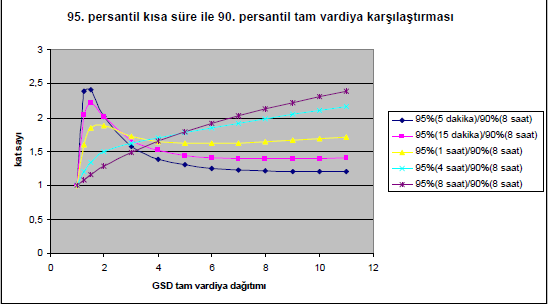 95. persantil kısa süre ile 90. persantil tam vardiya karşılaştırması
3
2,5
2
1,5
1
0,5
0
kat sayı
0
2
4
6
8
10
12
GSD tam vardiya dağıtımı
95%(5 dakika)/90%(8 saat)
95%(15 dakika)/90%(8 saat)
95%(1 saat)/90%(8 saat)
95%(4 saat)/90%(8 saat)
95%(8 saat)/90%(8 saat)